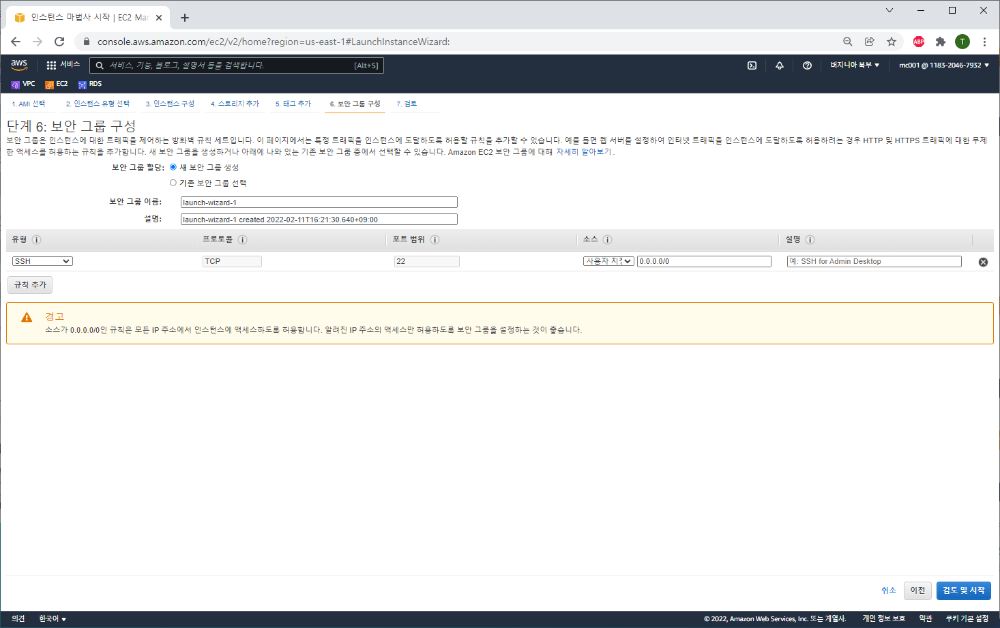 인스턴스 마법사 시작 | EC2 Mar
console.aws.amazon.com/ec2/v2/home?region=us-east-1#LaunchInstanceWizard:
ABP
T
aws
서비스
서비스, 기능, 블로그, 설명서 등을 검색합니다.
[Alt+S]
버지니아 북부
mc001 @ 1183-2046-7932
VPC EC2 RDS
1. AMI 선택 2. 인스턴스 유형 선택 3. 인스턴스 구성 4. 스토리지 추가 5. 태그 추가 6. 보안 그룹 구성 7. 검토
단계 6: 보안 그룹 구성
보안 그룹은 인스턴스에 대한 트래픽을 제어하는 방화벽 규칙 세트입니다. 이 페이지에서는 특정 트래픽을 인스턴스에 도달하도록 허용할 규칙을 추가할 수 있습니다. 예를 들면 웹 서버를 설정하여 인터넷 트래픽을 인스턴스에 도달하도록 허용하려는 경우 HTTP 및 HTTPS 트래픽에 대한 무제
한 액세스를 허용하는 규칙을 추가합니다. 새 보안 그룹을 생성하거나 아래에 나와 있는 기존 보안 그룹 중에서 선택할 수 있습니다. Amazon EC2 보안 그룹에 대해 자세히 알아보기.
보안 그룹 할당: 새 보안 그룹 생성
기존 보안 그룹 선택
보안 그룹 이름: launch-wizard-1
설명: launch-wizard-1 created 2022-02-11T16:21:30.640+09:00
유형 프로토콜 포트 범위 소스 설명
SSH TCP 22 사용자 지정 0.0.0.0/0 예: SSH for Admin Desktop
규칙 추가
경고
소스가 0.0.0.0/0인 규칙은 모든 IP 주소에서 인스턴스에 액세스하도록 허용합니다. 알려진 IP 주소의 액세스만 허용하도록 보안 그룹을 설정하는 것이 좋습니다.
취소 이전 검토 및 시작
의견 한국어 © 2022, Amazon Web Services, Inc. 또는 계열사. 개인 정보 보호 약관 쿠키 기본 설정